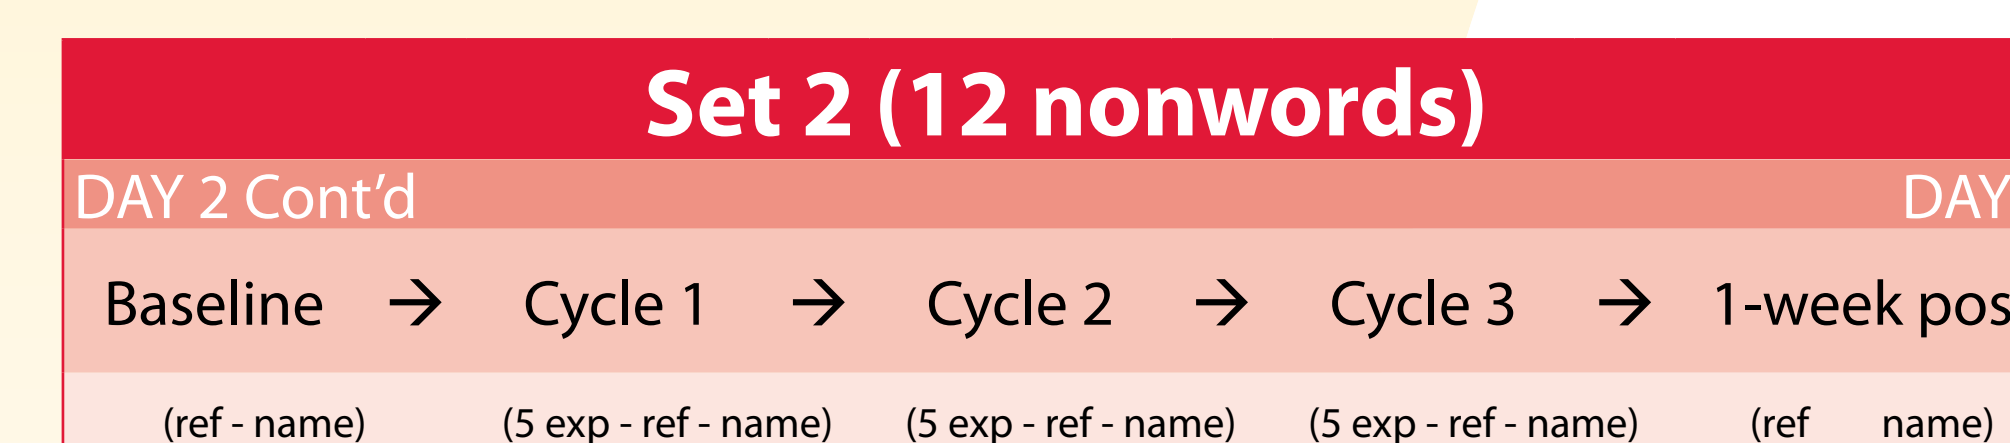 Set 2 (12 nonwords)
DAY 2 Cont’d DAY
Baseline → Cycle 1 → Cycle 2 → Cycle 3 → 1-week pos
(ref - name) (5 exp - ref - name) (5 exp - ref - name) (5 exp - ref - name) (ref name)